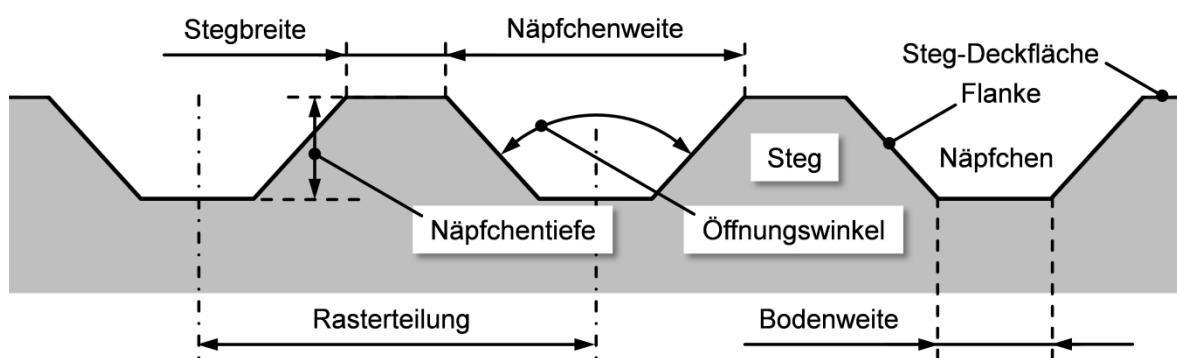 Stegbreite
Näpfchenweite
Steg-Deckfläche
Flanke
Steg
Näpfchen
Näpfchentiefe
Öffnungswinkel
Rasterteilung
Bodenweite